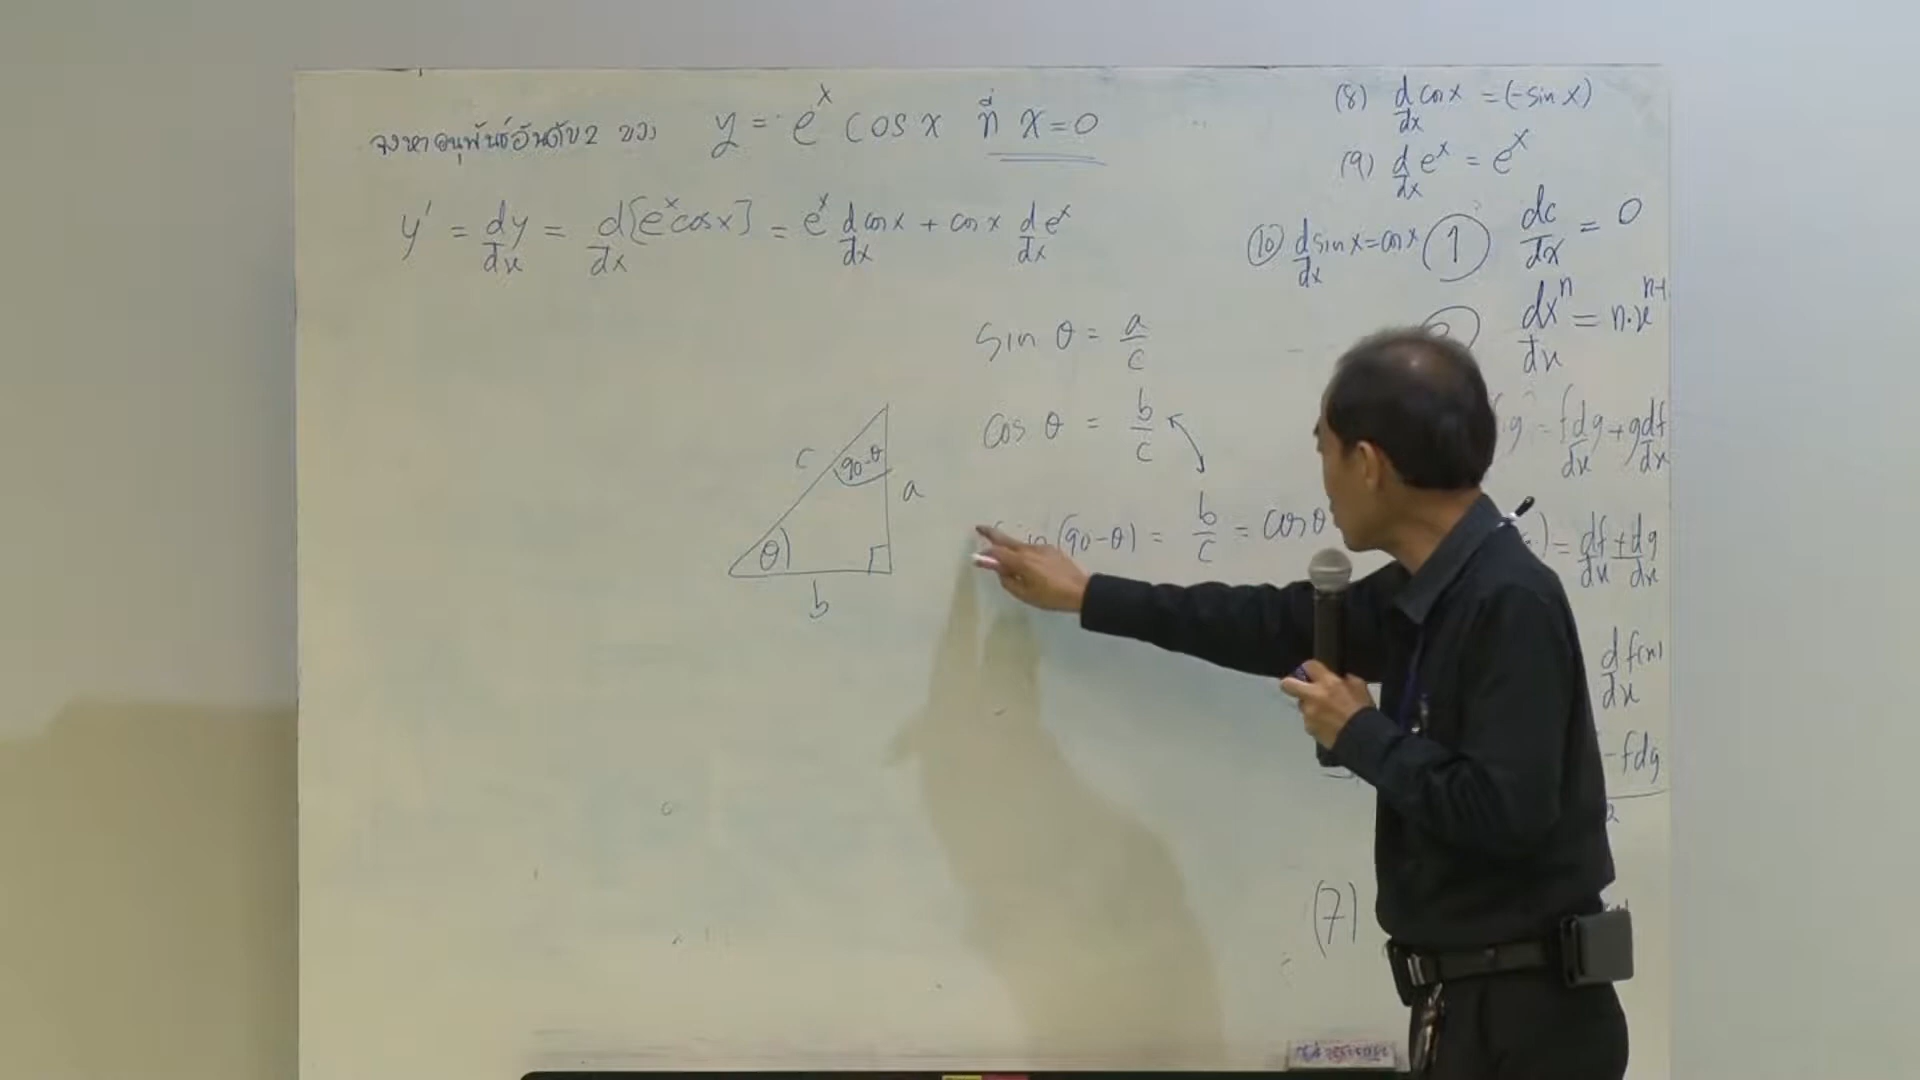 จงหาอนุพันธ์อันดับ2 ของ y = e^x cos x ที่ x = 0
y' = dy/dx = d/dx [e^x cos x] = e^x d/dx cos x + cos x d/dx e^x
sin θ = a/c
cos θ = b/c
(90-θ) = b/c = cos θ
c
90-θ
a
θ
b
(8) d/dx cos x = (-sin x)
(9) d/dx e^x = e^x
(10) d/dx sin x = cos x
1 dc/dx = 0
dx^n/dx = n·x^n-1
g = f dg/dx + g df/dx
) = df/dx + dg/dx
d/dx f(x)
- fdg
2
(7)